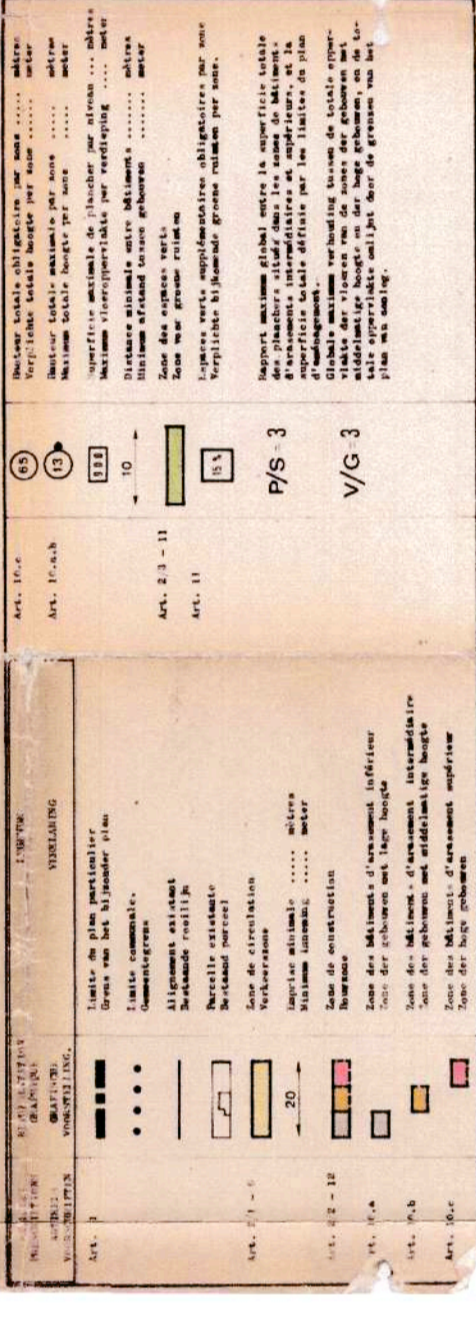 LEGENDE
VERKLARING
GRAFISCHE
VOORSTELLING.
Art. 1
Limite du plan particulier
Grens van het bijzonder plan
Limite communale.
Gemeentegrens
Alignement existant
Bestaande rooilijn
Parcelle existante
Bestaand perceel
Zone de circulation
Verkeerszone
20
Emprise minimale ..... mètres
Minimum inneming ..... meter
Art. 2/2 - 12
Zone de construction
Bouwzone
Zone des bâtiments d'arasement inférieur
Zone der gebouwen met lage hoogte
Zone des bâtiments d'arasement intermédiaire
Zone der gebouwen met middelmatige hoogte
Art. 10.c
Zone des bâtiments d'arasement supérieur
Zone der hoge gebouwen
Art. 10.c
65
Hauteur totale obligatoire par zone ..... mètres
Verplichte totale hoogte per zone ...... meter
Art. 10.a.b
13
Hauteur totale maximale par zone ..... mètres
Maximum totale hoogte per zone ..... meter
900
Superficie maximale de plancher par niveau ... mètres
Maximum vloeroppervlakte per verdieping .... meter
10
Distance minimale entre bâtiments ....... mètres
Minimum afstand tussen gebouwen ....... meter
Art. 2/3 - 11
Zone des espaces verts
Zone voor groene ruimten
Art. 11
15 %
Espaces verts supplémentaires obligatoires par zone
Verplichte bijkomende groene ruimten per zone.
P/S = 3
Rapport maximum global entre la superficie totale
des planchers situés dans les zones de bâtiments
d'arasements intermédiaires et supérieurs, et la
superficie totale définie par les limites du plan
d'aménagement.
V/G = 3
Globale maximum verhouding tussen de totale opper-
vlakte der vloeren van de zones der gebouwen met
middelmatige hoogte en der hoge gebouwen, en de to-
tale oppervlakte omlijnt door de grenzen van het
plan van aanleg.